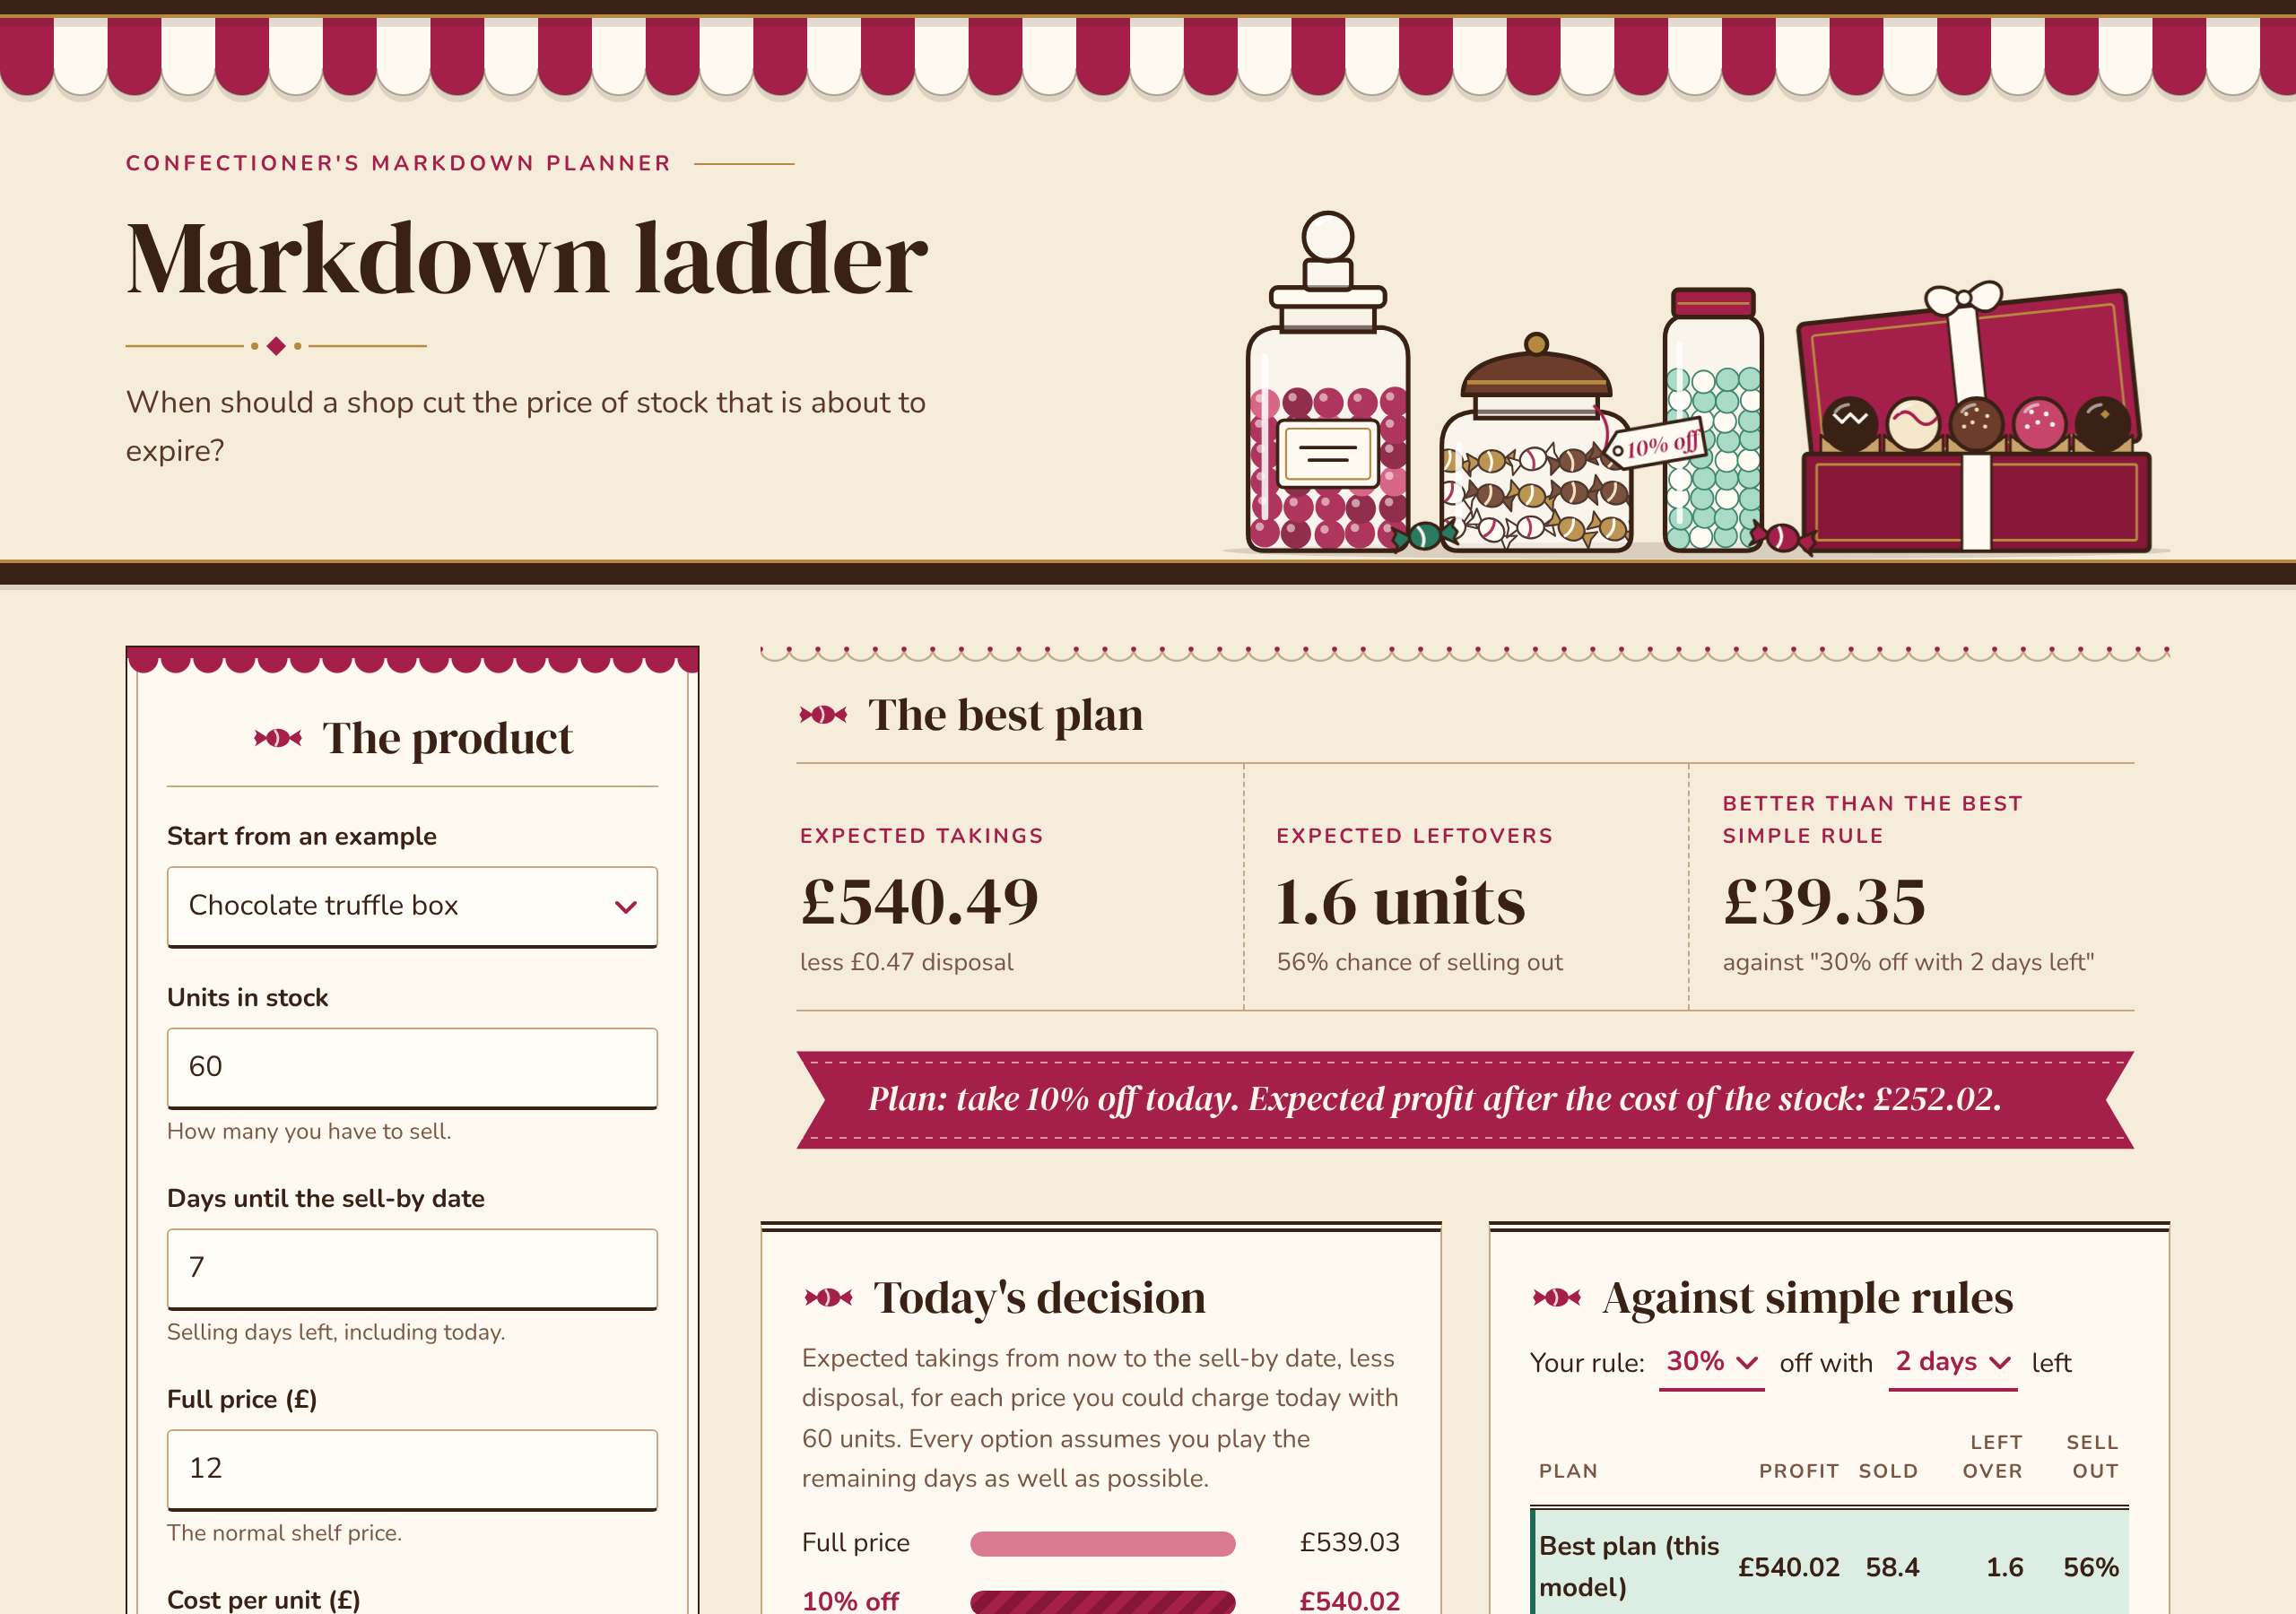 CONFECTIONER'S MARKDOWN PLANNER
Markdown ladder
When should a shop cut the price of stock that is about to
expire?
10% off
The product
Start from an example
Chocolate truffle box
Units in stock
60
How many you have to sell.
Days until the sell-by date
7
Selling days left, including today.
Full price (£)
12
The normal shelf price.
Cost per unit (£)
The best plan
EXPECTED TAKINGS
£540.49
less £0.47 disposal
EXPECTED LEFTOVERS
1.6 units
56% chance of selling out
BETTER THAN THE BEST
SIMPLE RULE
£39.35
against "30% off with 2 days left"
Plan: take 10% off today. Expected profit after the cost of the stock: £252.02.
Today's decision
Expected takings from now to the sell-by date, less
disposal, for each price you could charge today with
60 units. Every option assumes you play the
remaining days as well as possible.
Full price £539.03
10% off £540.02
Against simple rules
Your rule: 30% off with 2 days left
PLAN PROFIT SOLD LEFT OVER SELL OUT
Best plan (this
model) £540.02 58.4 1.6 56%